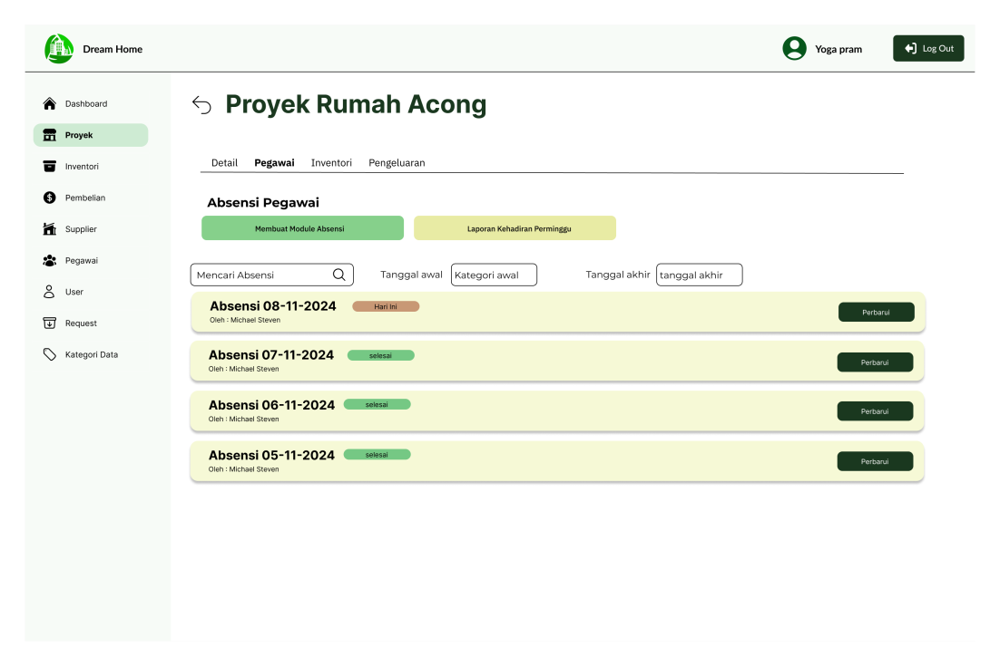 Dream Home
Yoga pram
Log Out
Dashboard
Proyek
Inventori
Pembelian
Supplier
Pegawai
User
Request
Kategori Data
Proyek Rumah Acong
Detail Pegawai Inventori Pengeluaran
Absensi Pegawai
Membuat Module Absensi
Laporan Kehadiran Perminggu
Mencari Absensi
Tanggal awal
Kategori awal
Tanggal akhir
tanggal akhir
Absensi 08-11-2024
Hari Ini
Oleh : Michael Steven
Perbarui
Absensi 07-11-2024
selesai
Oleh : Michael Steven
Perbarui
Absensi 06-11-2024
selesai
Oleh : Michael Steven
Perbarui
Absensi 05-11-2024
selesai
Oleh : Michael Steven
Perbarui